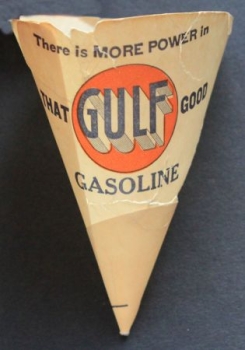 There is MORE POWER in
THAT GULF GOOD
GASOLINE